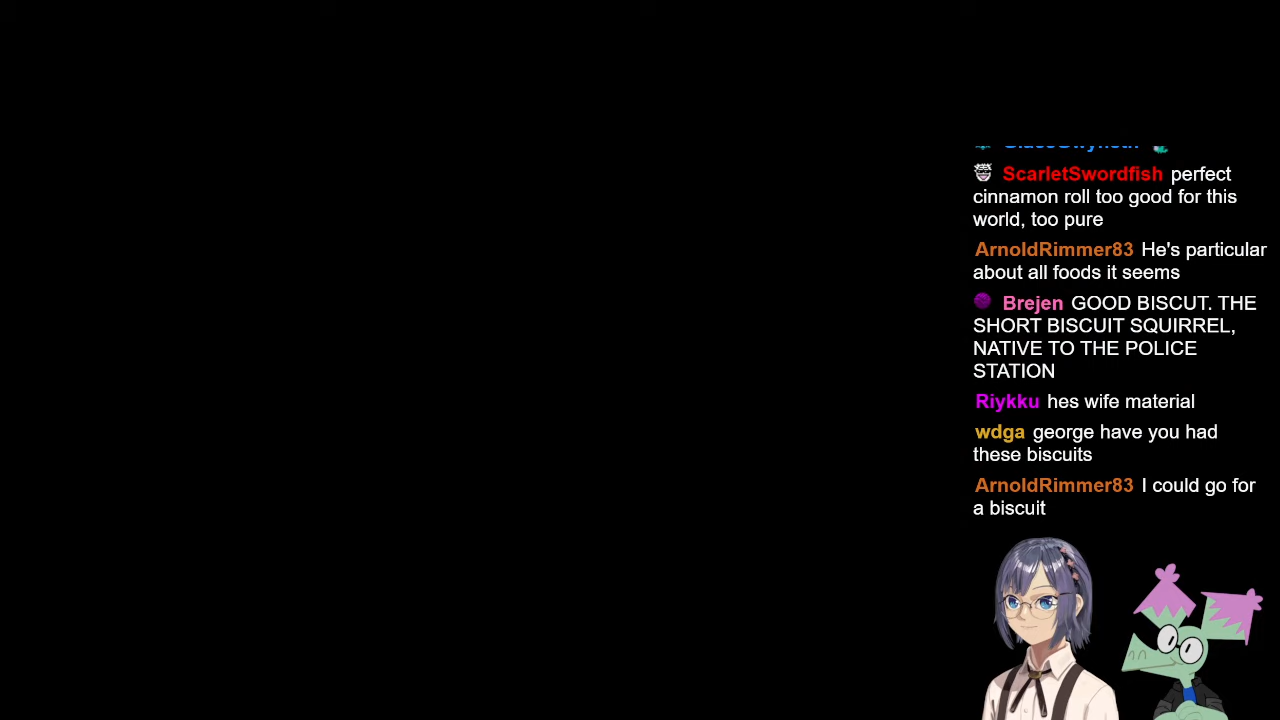 ScarletSwordfish perfect
cinnamon roll too good for this
world, too pure
ArnoldRimmer83 He's particular
about all foods it seems
Brejen GOOD BISCUT. THE
SHORT BISCUIT SQUIRREL,
NATIVE TO THE POLICE
STATION
Riykku hes wife material
wdga george have you had
these biscuits
ArnoldRimmer83 I could go for
a biscuit